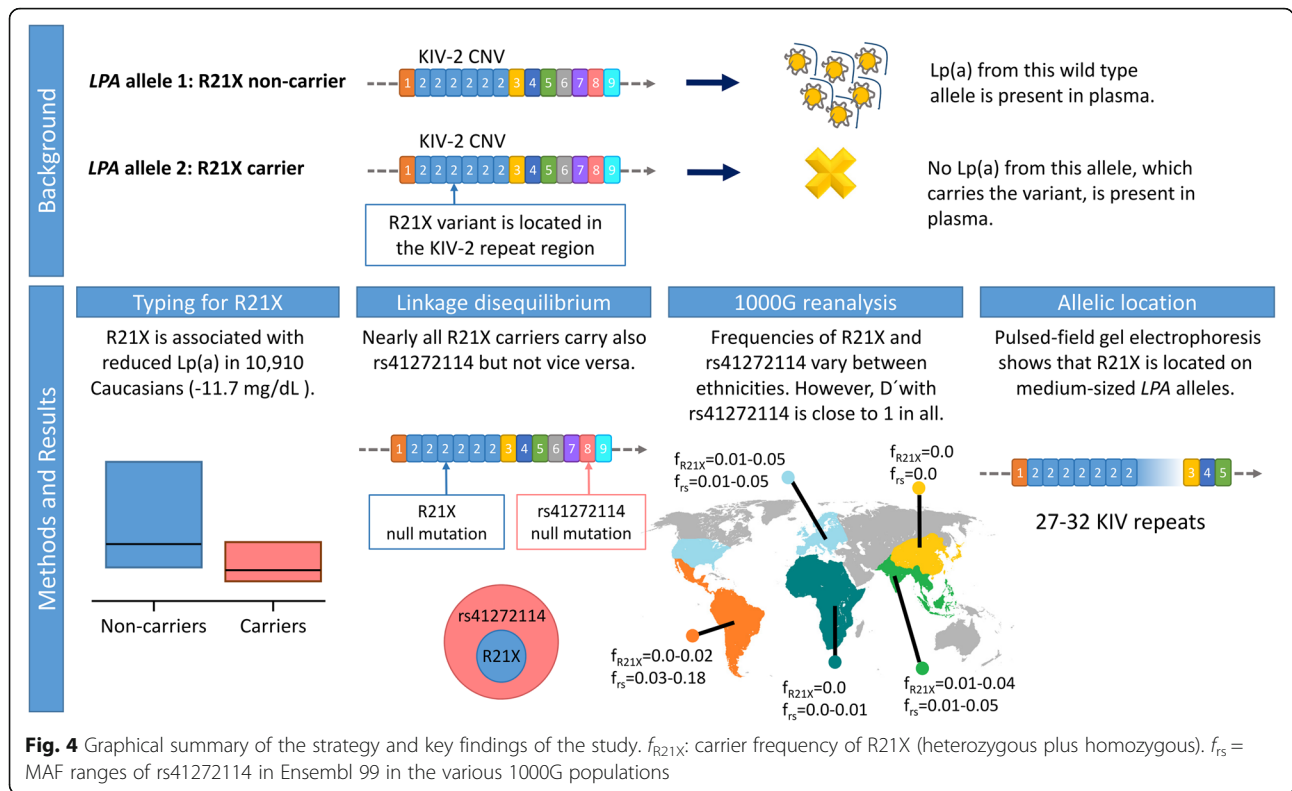 Background
LPA allele 1: R21X non-carrier
KIV-2 CNV
1 2 2 2 2 2 2 3 4 5 6 7 8 9
Lp(a) from this wild type
allele is present in plasma.
LPA allele 2: R21X carrier
KIV-2 CNV
1 2 2 2 2 2 2 3 4 5 6 7 8 9
R21X variant is located in
the KIV-2 repeat region
No Lp(a) from this allele, which
carries the variant, is present in
plasma.
Methods and Results
Typing for R21X
R21X is associated with
reduced Lp(a) in 10,910
Caucasians (-11.7 mg/dL ).
Non-carriers
Carriers
Linkage disequilibrium
Nearly all R21X carriers carry also
rs41272114 but not vice versa.
1 2 2 2 2 2 2 3 4 5 6 7 8 9
R21X
null mutation
rs41272114
null mutation
rs41272114
R21X
1000G reanalysis
Frequencies of R21X and
rs41272114 vary between
ethnicities. However, D´with
rs41272114 is close to 1 in all.
fR21X=0.01-0.05
frs=0.01-0.05
fR21X=0.0
frs=0.0
fR21X=0.0-0.02
frs=0.03-0.18
fR21X=0.0
frs=0.0-0.01
fR21X=0.01-0.04
frs=0.01-0.05
Allelic location
Pulsed-field gel electrophoresis
shows that R21X is located on
medium-sized LPA alleles.
1 2 2 2 2 2 2 3 4 5
27-32 KIV repeats
Fig. 4 Graphical summary of the strategy and key findings of the study. fR21X: carrier frequency of R21X (heterozygous plus homozygous). frs =
MAF ranges of rs41272114 in Ensembl 99 in the various 1000G populations